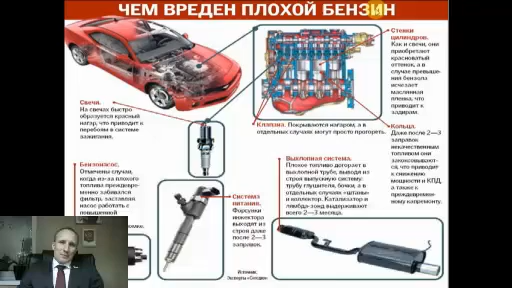 ЧЕМ ВРЕДЕН ПЛОХОЙ БЕНЗИН
Стенки
цилиндров.
Как и свечи, они
приобретают
красноватый
оттенок, а в
случае превыше-
ния бензола
исчезает
маслянная
пленка, что
приводит к
задирам.
Свечи.
На свечах быстро
образуется красный
нагар, что приводит к
перебоям в системе
зажигания.
Клапана. Покрываются нагаром, а в
отдельных случаях могут просто прогореть.
Кольца.
Даже после 2—3
заправок
некачественным
топливом они
закоксовывают-
ся, что приводит
к снижению
мощности и КПД,
а также к
преждевремен-
ному капремонту.
Бензонасос.
Отмечены случаи,
когда из-за плохого
топлива преждевре-
менно забивался
фильтр, заставляя
насос работать с
повышенной
Система
питания.
Форсунки
инжектора
выходят из
строя даже
после 2—3
заправок.
Выхлопная система.
Плохое топливо догорает в
выхлопной трубе, выводя из
строя выпускную систему:
трубу глушителя, бочки, а в
отдельных случаях «штаны»
и коллектор. Катализатор и
лямбда-зонд выдерживают
всего 2—3 месяца.
Источник: